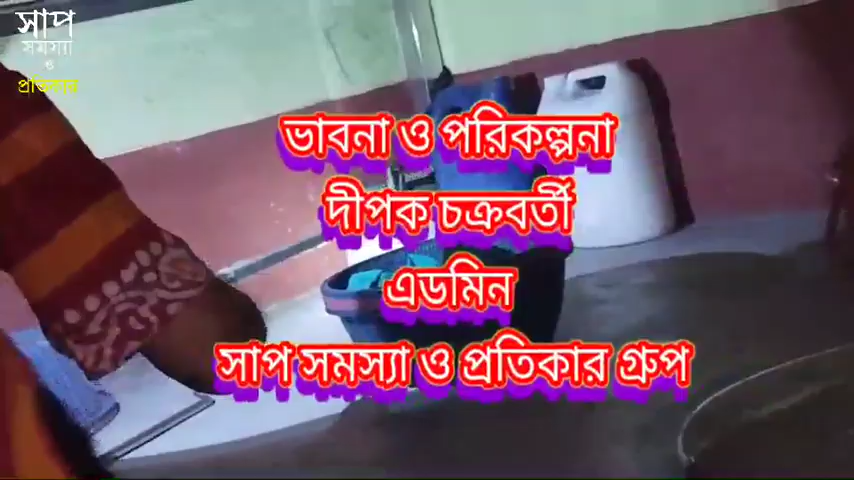 সাপ
সমস্যা
ও
প্রতিকার
ভাবনা ও পরিকল্পনা
দীপক চক্রবর্তী
এডমিন
সাপ সমস্যা ও প্রতিকার গ্রুপ